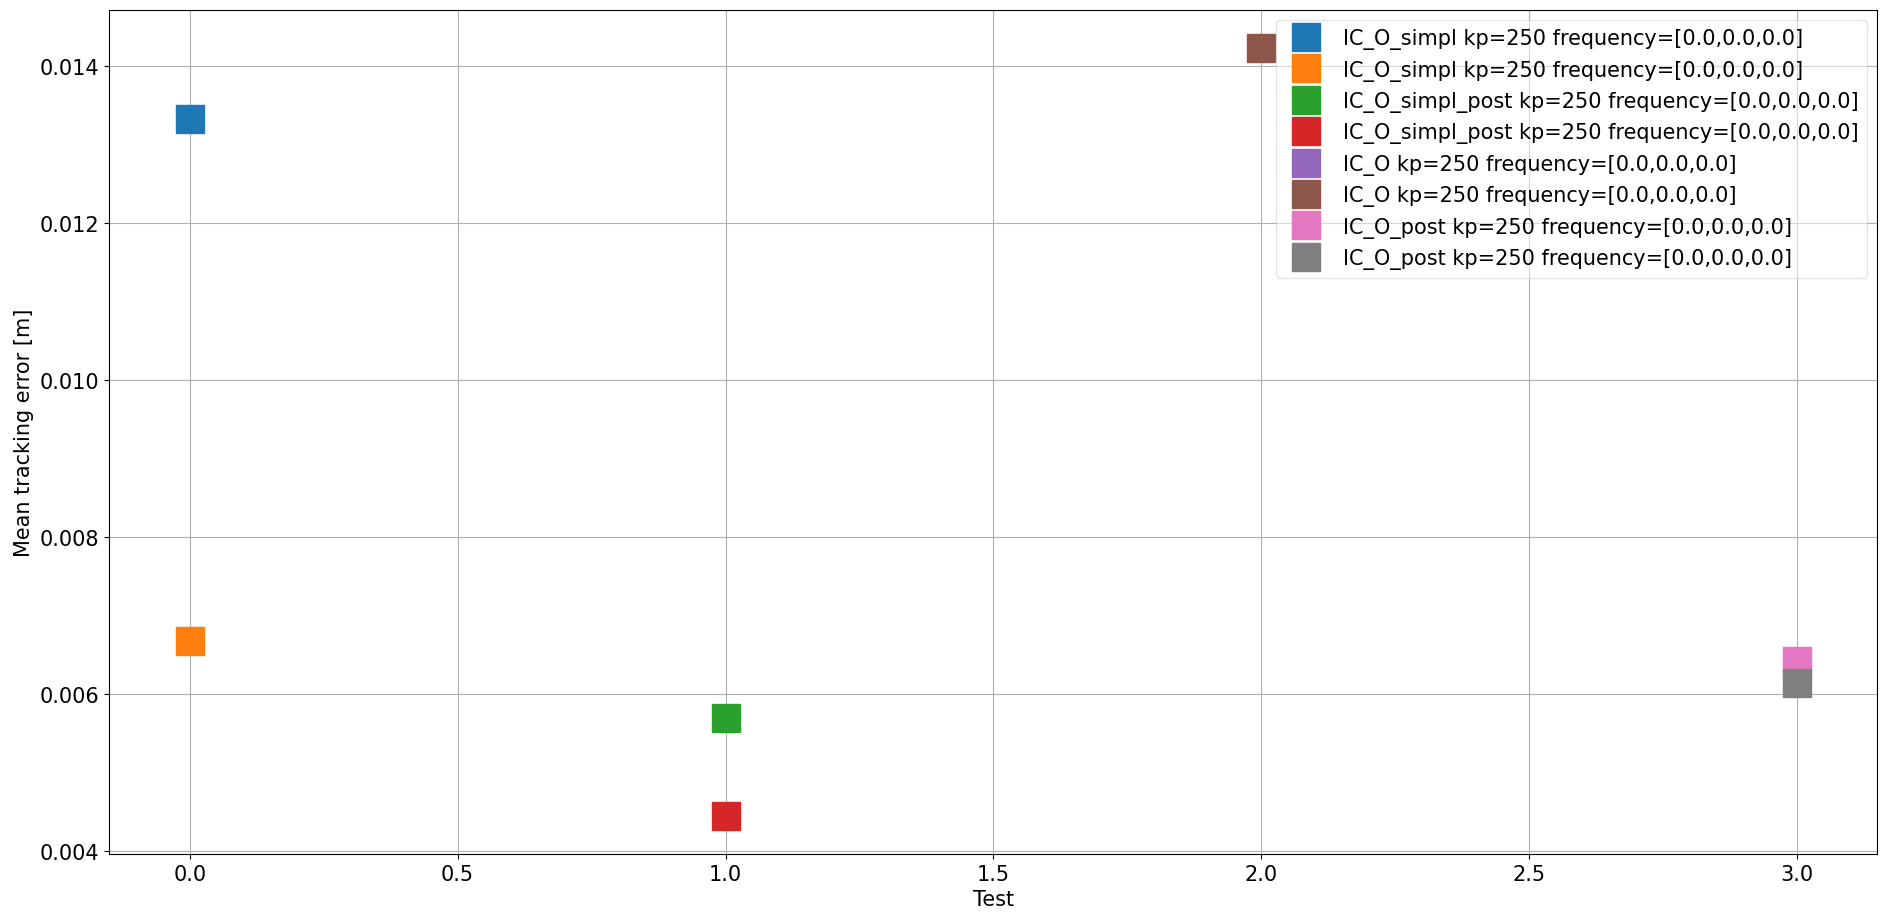 IC_O_simpl kp=250 frequency=[0.0,0.0,0.0]
IC_O_simpl kp=250 frequency=[0.0,0.0,0.0]
IC_O_simpl_post kp=250 frequency=[0.0,0.0,0.0]
IC_O_simpl_post kp=250 frequency=[0.0,0.0,0.0]
IC_O kp=250 frequency=[0.0,0.0,0.0]
IC_O kp=250 frequency=[0.0,0.0,0.0]
IC_O_post kp=250 frequency=[0.0,0.0,0.0]
IC_O_post kp=250 frequency=[0.0,0.0,0.0]
Mean tracking error [m]
0.014
0.012
0.010
0.008
0.006
0.004
0.0 0.5 1.0 1.5 2.0 2.5 3.0
Test